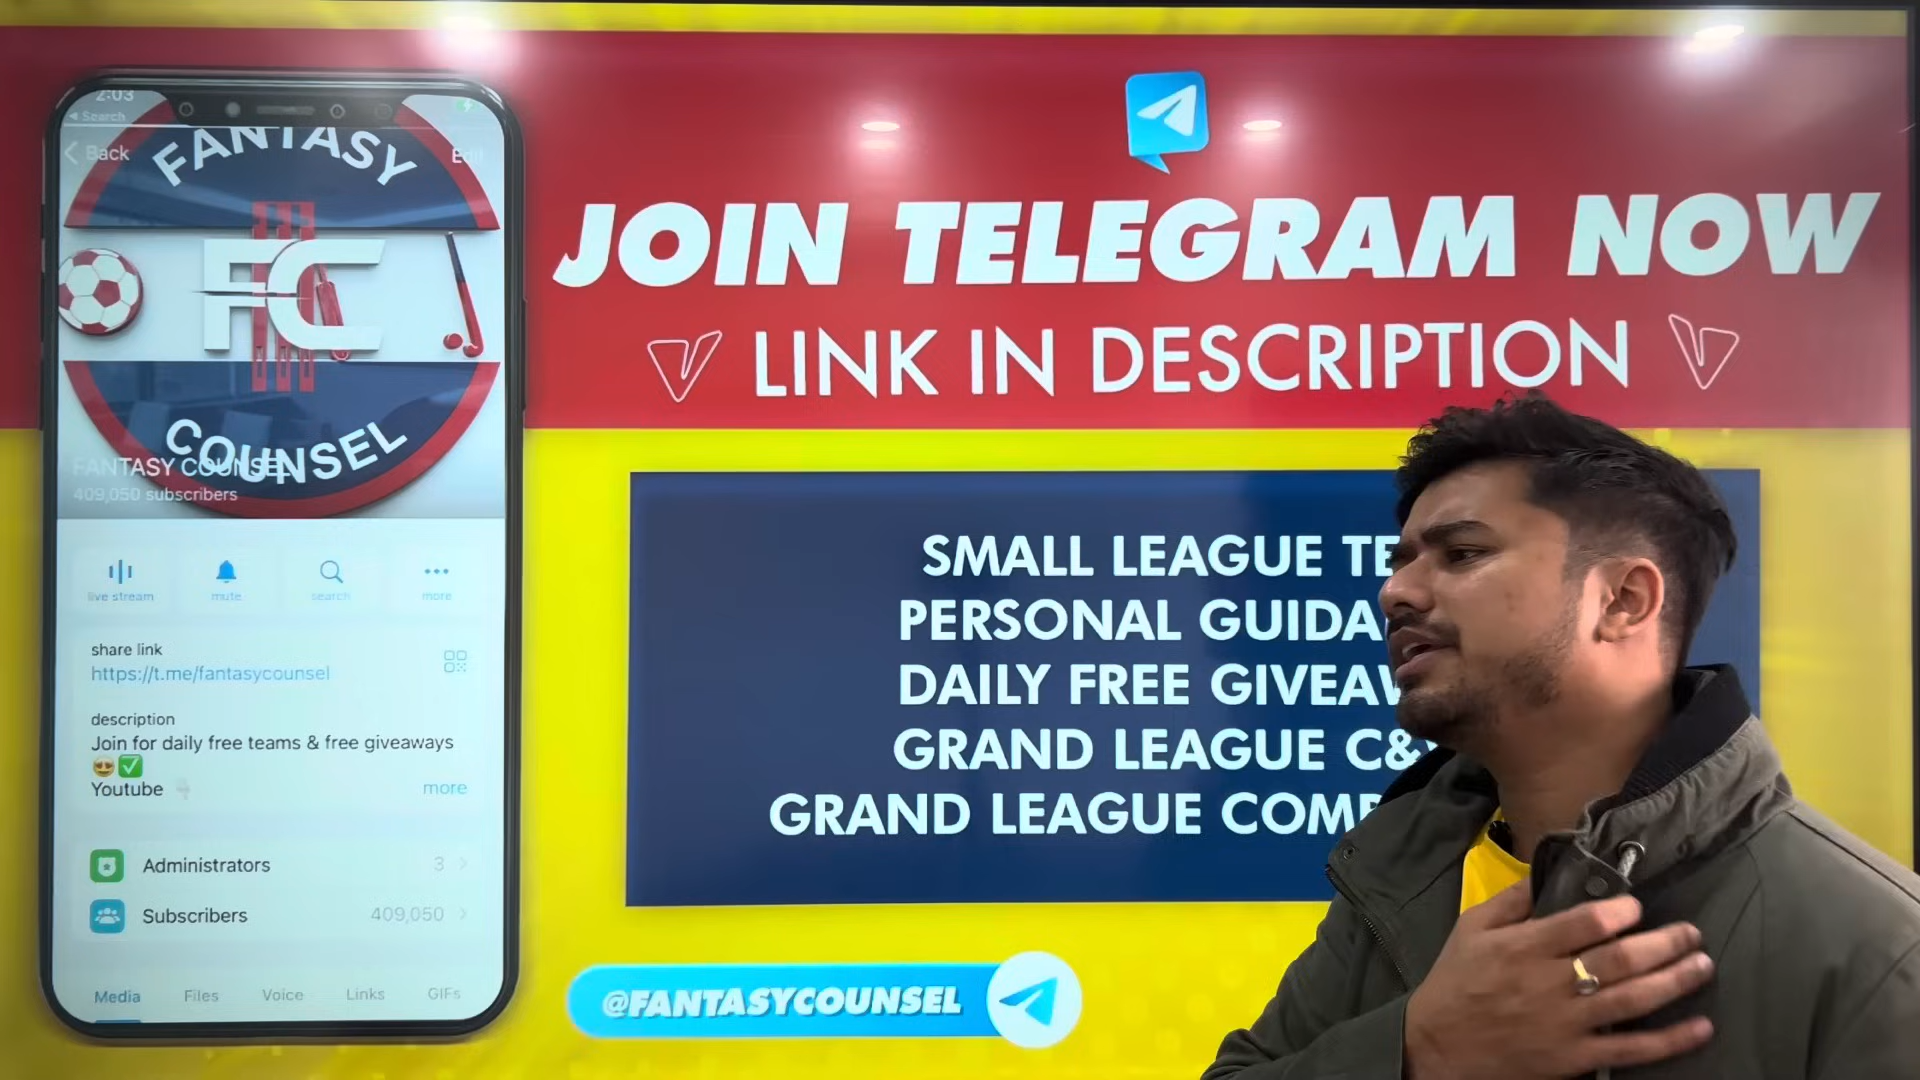 2:03
Search
Back
Edit
FANTASY
FC
COUNSEL
FANTASY COUNSEL
409,050 subscribers
live stream
mute
search
more
share link
https://t.me/fantasycounsel
description
Join for daily free teams & free giveaways
😍✅
Youtube
more
Administrators 3
Subscribers 409,050
Media Files Voice Links GIFs
JOIN TELEGRAM NOW
LINK IN DESCRIPTION
SMALL LEAGUE TE
PERSONAL GUIDA
DAILY FREE GIVEAW
GRAND LEAGUE C&
GRAND LEAGUE COM
@FANTASYCOUNSEL